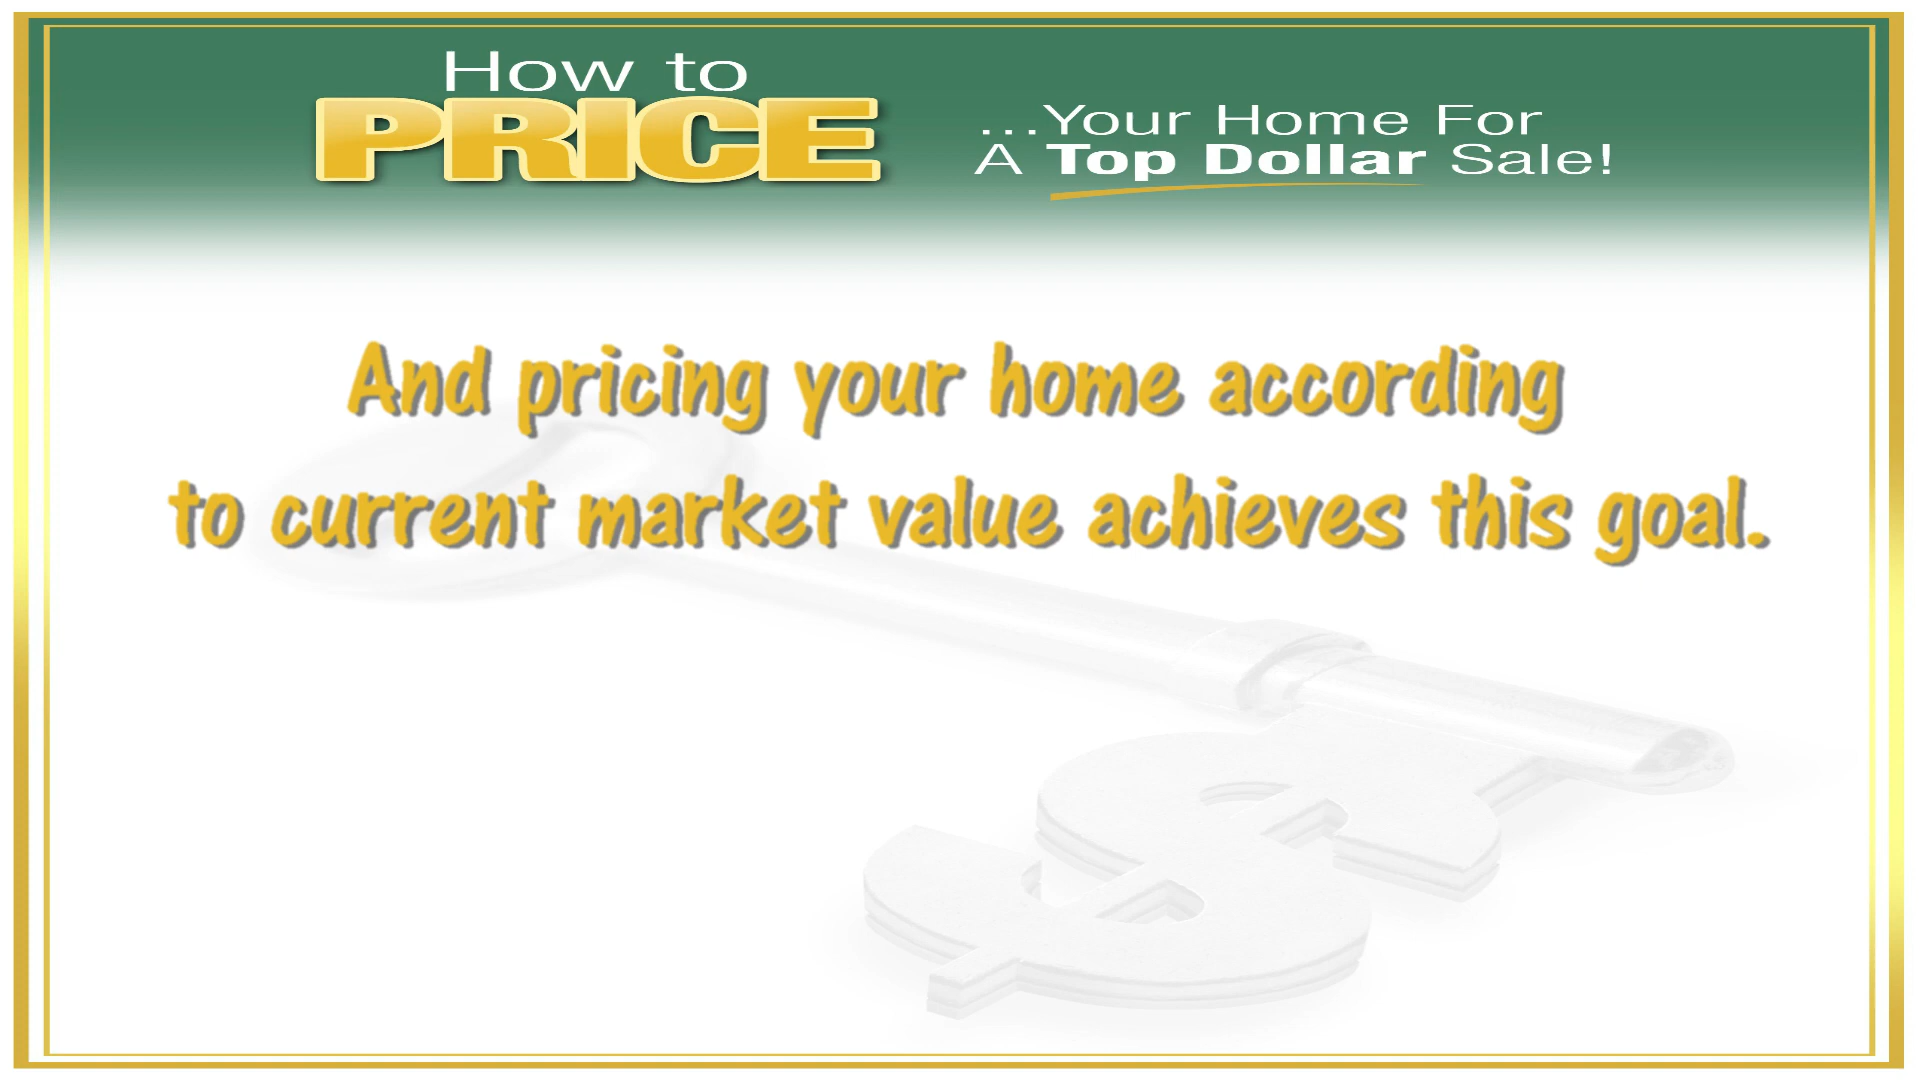 How to
PRICE
...Your Home For
A Top Dollar Sale!
And pricing your home according
to current market value achieves this goal.